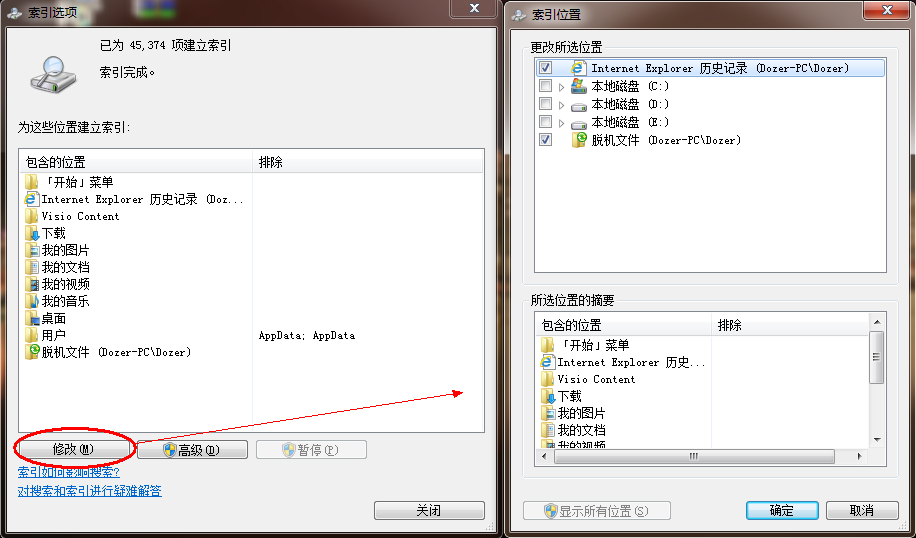 索引选项
已为 45,374 项建立索引
索引完成。
为这些位置建立索引:
包含的位置 排除
「开始」菜单
Internet Explorer 历史记录 (Doz...
Visio Content
下载
我的图片
我的文档
我的视频
我的音乐
桌面
用户 AppData; AppData
脱机文件 (Dozer-PC\Dozer)
修改(M) 高级(D) 暂停(P)
索引如何影响搜索?
对搜索和索引进行疑难解答
关闭
索引位置
更改所选位置
Internet Explorer 历史记录 (Dozer-PC\Dozer)
本地磁盘 (C:)
本地磁盘 (D:)
本地磁盘 (E:)
脱机文件 (Dozer-PC\Dozer)
所选位置的摘要
包含的位置 排除
「开始」菜单
Internet Explorer 历史...
Visio Content
下载
我的图片
我的文档
我的视频
显示所有位置(S) 确定 取消